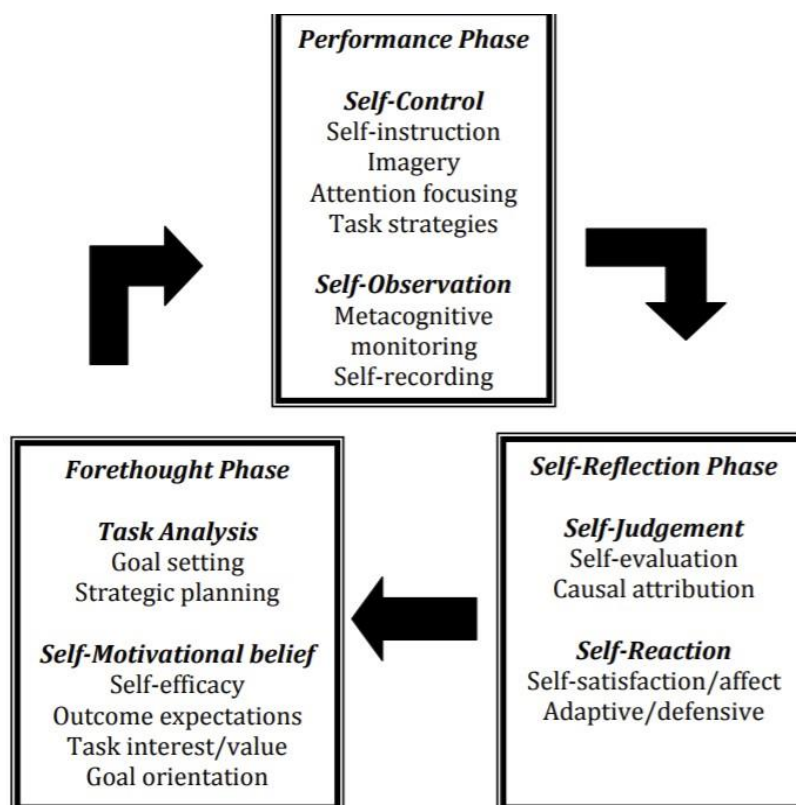 Performance Phase
Self-Control
Self-instruction
Imagery
Attention focusing
Task strategies
Self-Observation
Metacognitive
monitoring
Self-recording
Forethought Phase
Task Analysis
Goal setting
Strategic planning
Self-Motivational belief
Self-efficacy
Outcome expectations
Task interest/value
Goal orientation
Self-Reflection Phase
Self-Judgement
Self-evaluation
Causal attribution
Self-Reaction
Self-satisfaction/affect
Adaptive/defensive